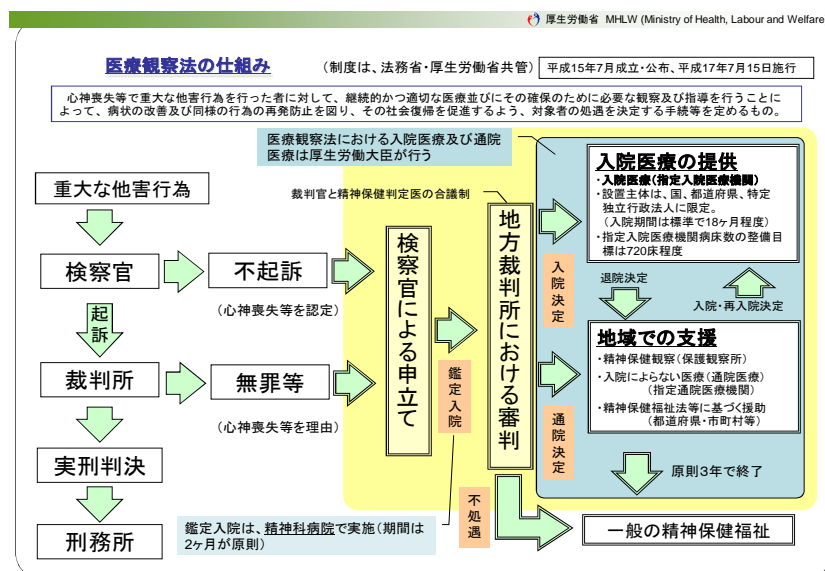 厚生労働省 MHLW (Ministry of Health, Labour and Welfare
医療観察法の仕組み
(制度は、法務省・厚生労働省共管)
平成15年7月成立・公布、平成17年7月15日施行
心神喪失等で重大な他害行為を行った者に対して、継続的かつ適切な医療並びにその確保のために必要な観察及び指導を行うことに
よって、病状の改善及び同様の行為の再発防止を図り、その社会復帰を促進するよう、対象者の処遇を決定する手続等を定めるもの。
医療観察法における入院医療及び通院
医療は厚生労働大臣が行う
重大な他害行為
裁判官と精神保健判定医の合議制
検察官
不起訴
(心神喪失等を認定)
起訴
裁判所
無罪等
(心神喪失等を理由)
実刑判決
刑務所
検察官による申立て
鑑定入院
地方裁判所における審判
入院決定
通院決定
不処遇
入院医療の提供
・入院医療(指定入院医療機関)
・設置主体は、国、都道府県、特定
独立行政法人に限定。
(入院期間は標準で18ヶ月程度)
・指定入院医療機関病床数の整備目
標は720床程度
退院決定
入院・再入院決定
地域での支援
・精神保健観察(保護観察所)
・入院によらない医療(通院医療)
(指定通院医療機関)
・精神保健福祉法等に基づく援助
(都道府県・市町村等)
原則3年で終了
一般の精神保健福祉
鑑定入院は、精神科病院で実施(期間は
2ヶ月が原則)